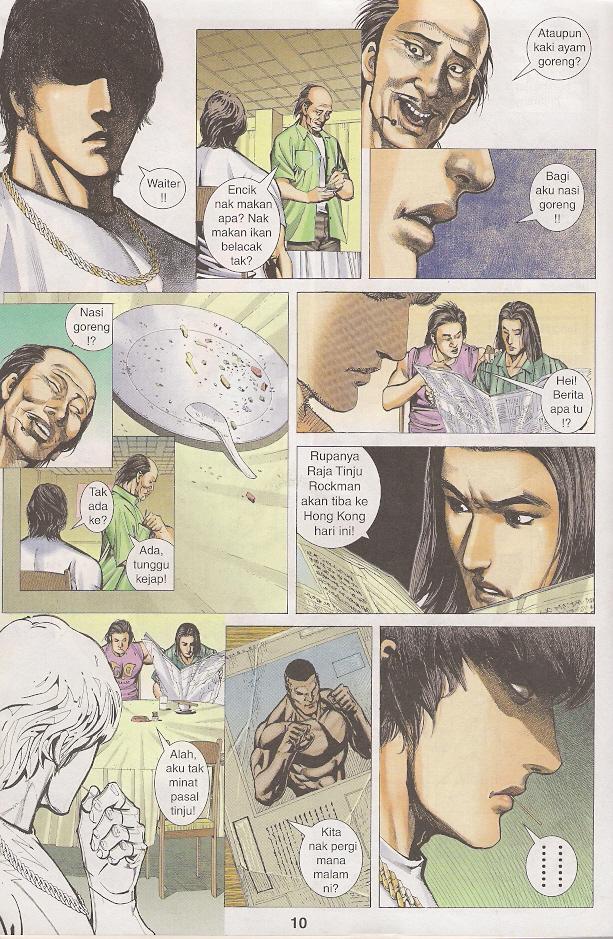 Waiter
!!
Encik
nak makan
apa? Nak
makan ikan
belacak
tak?
Ataupun
kaki ayam
goreng?
Bagi
aku nasi
goreng
!!
Nasi
goreng
!?
Tak
ada
ke?
Ada,
tunggu
kejap!
Hei!
Berita
apa tu
!?
Rupanya
Raja Tinju
Rockman
akan tiba ke
Hong Kong
hari ini!
Alah,
aku tak
minat
pasal
tinju!
Kita
nak pergi
mana
malam
ni?
10